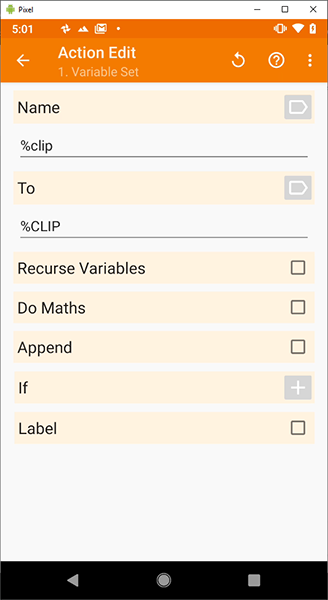 Pixel
5:01
Action Edit
1. Variable Set
Name
%clip
To
%CLIP
Recurse Variables
Do Maths
Append
If
Label